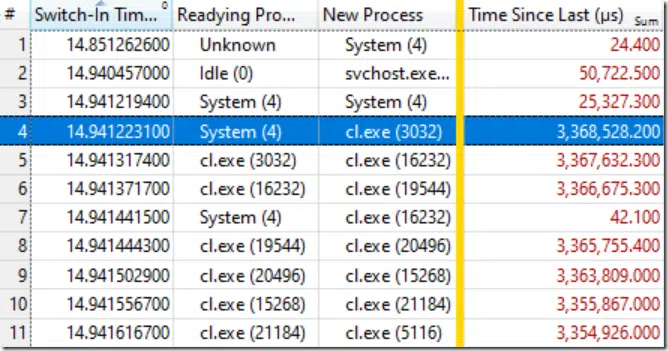 # Switch-In Tim... 0 Readying Pro... New Process Time Since Last (µs) Sum
1 14.851262600 Unknown System (4) 24.400
2 14.940457000 Idle (0) svchost.exe... 50,722.500
3 14.941219400 System (4) System (4) 25,327.300
4 14.941223100 System (4) cl.exe (3032) 3,368,528.200
5 14.941317400 cl.exe (3032) cl.exe (16232) 3,367,632.300
6 14.941371700 cl.exe (16232) cl.exe (19544) 3,366,675.300
7 14.941441500 System (4) cl.exe (16232) 42.100
8 14.941444300 cl.exe (19544) cl.exe (20496) 3,365,755.400
9 14.941502900 cl.exe (20496) cl.exe (15268) 3,363,809.000
10 14.941556700 cl.exe (15268) cl.exe (21184) 3,355,867.000
11 14.941616700 cl.exe (21184) cl.exe (5116) 3,354,926.000